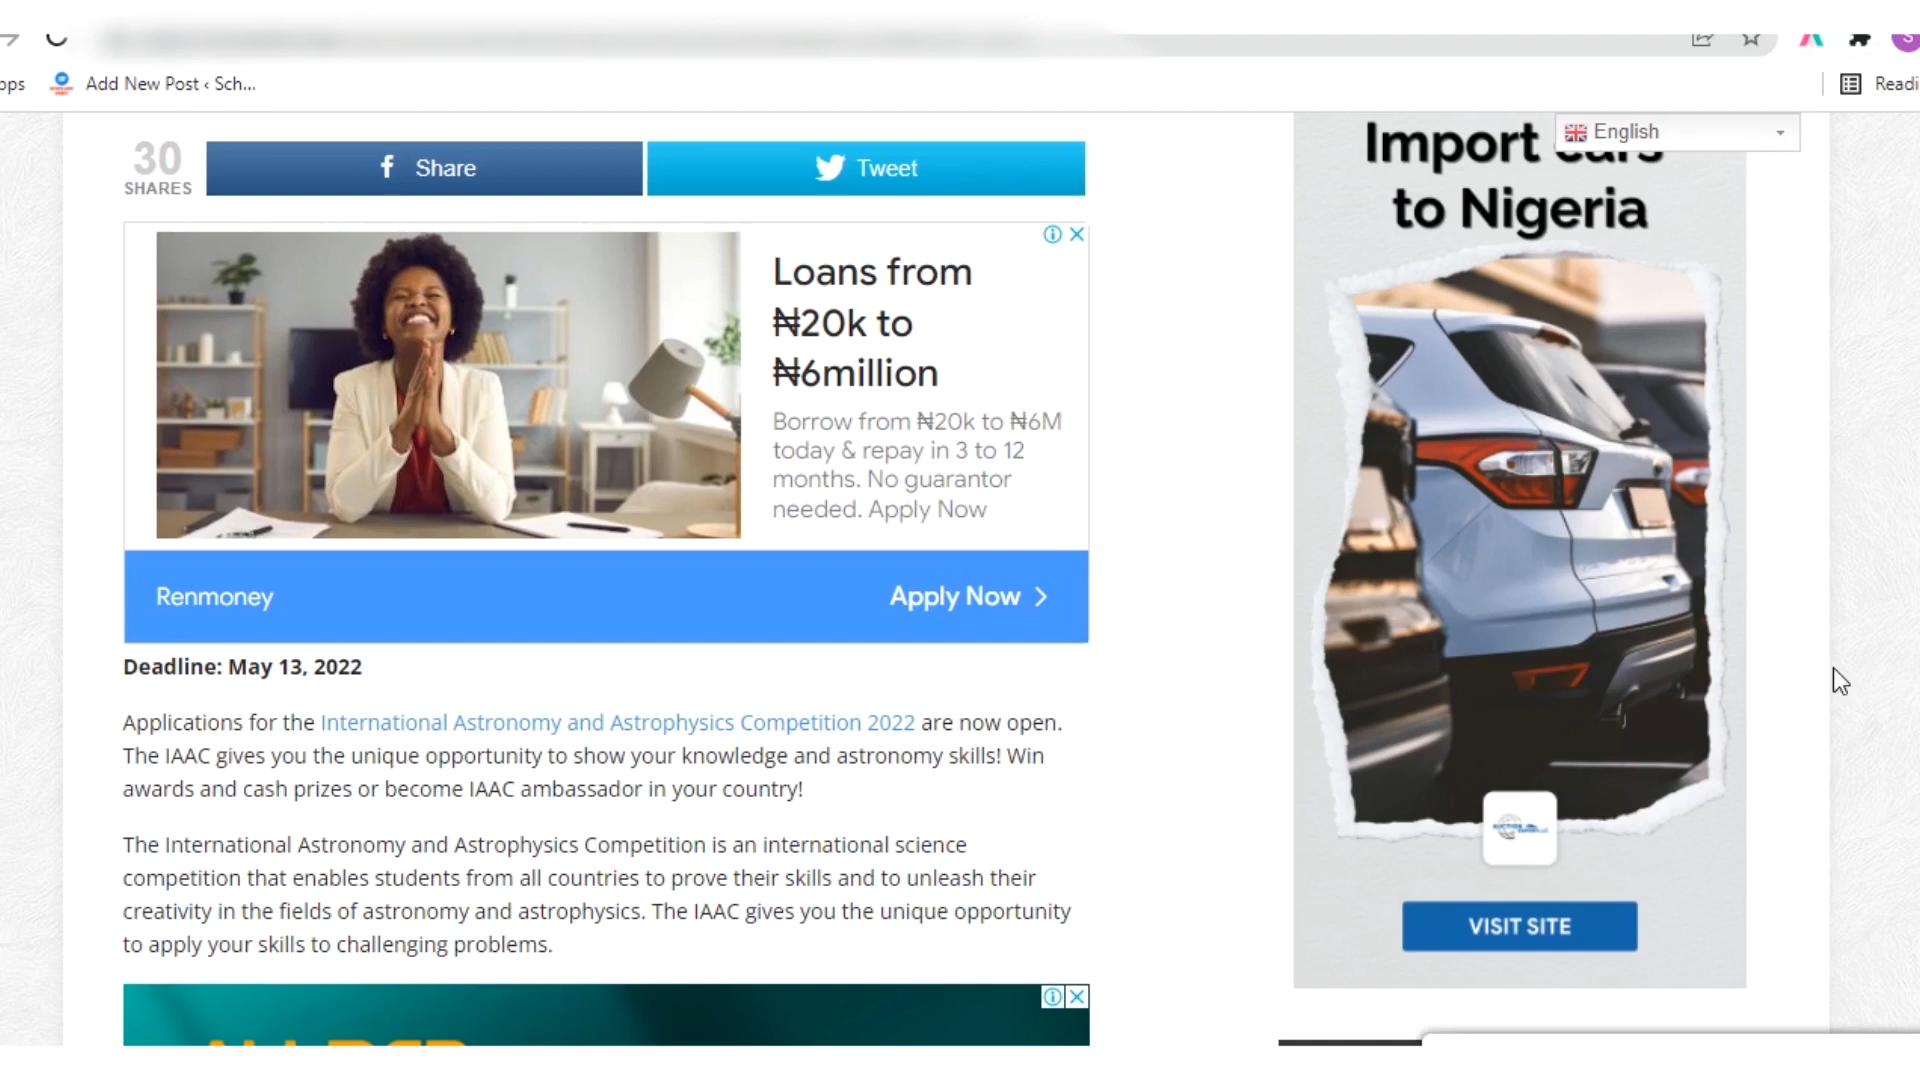 Add New Post ‹ Sch...
30
SHARES
Share
Tweet
Loans from
₦20k to
₦6million
Borrow from ₦20k to ₦6M
today & repay in 3 to 12
months. No guarantor
needed. Apply Now
Renmoney
Apply Now
Deadline: May 13, 2022
Applications for the International Astronomy and Astrophysics Competition 2022 are now open.
The IAAC gives you the unique opportunity to show your knowledge and astronomy skills! Win
awards and cash prizes or become IAAC ambassador in your country!
The International Astronomy and Astrophysics Competition is an international science
competition that enables students from all countries to prove their skills and to unleash their
creativity in the fields of astronomy and astrophysics. The IAAC gives you the unique opportunity
to apply your skills to challenging problems.
English
Import cars
to Nigeria
VISIT SITE